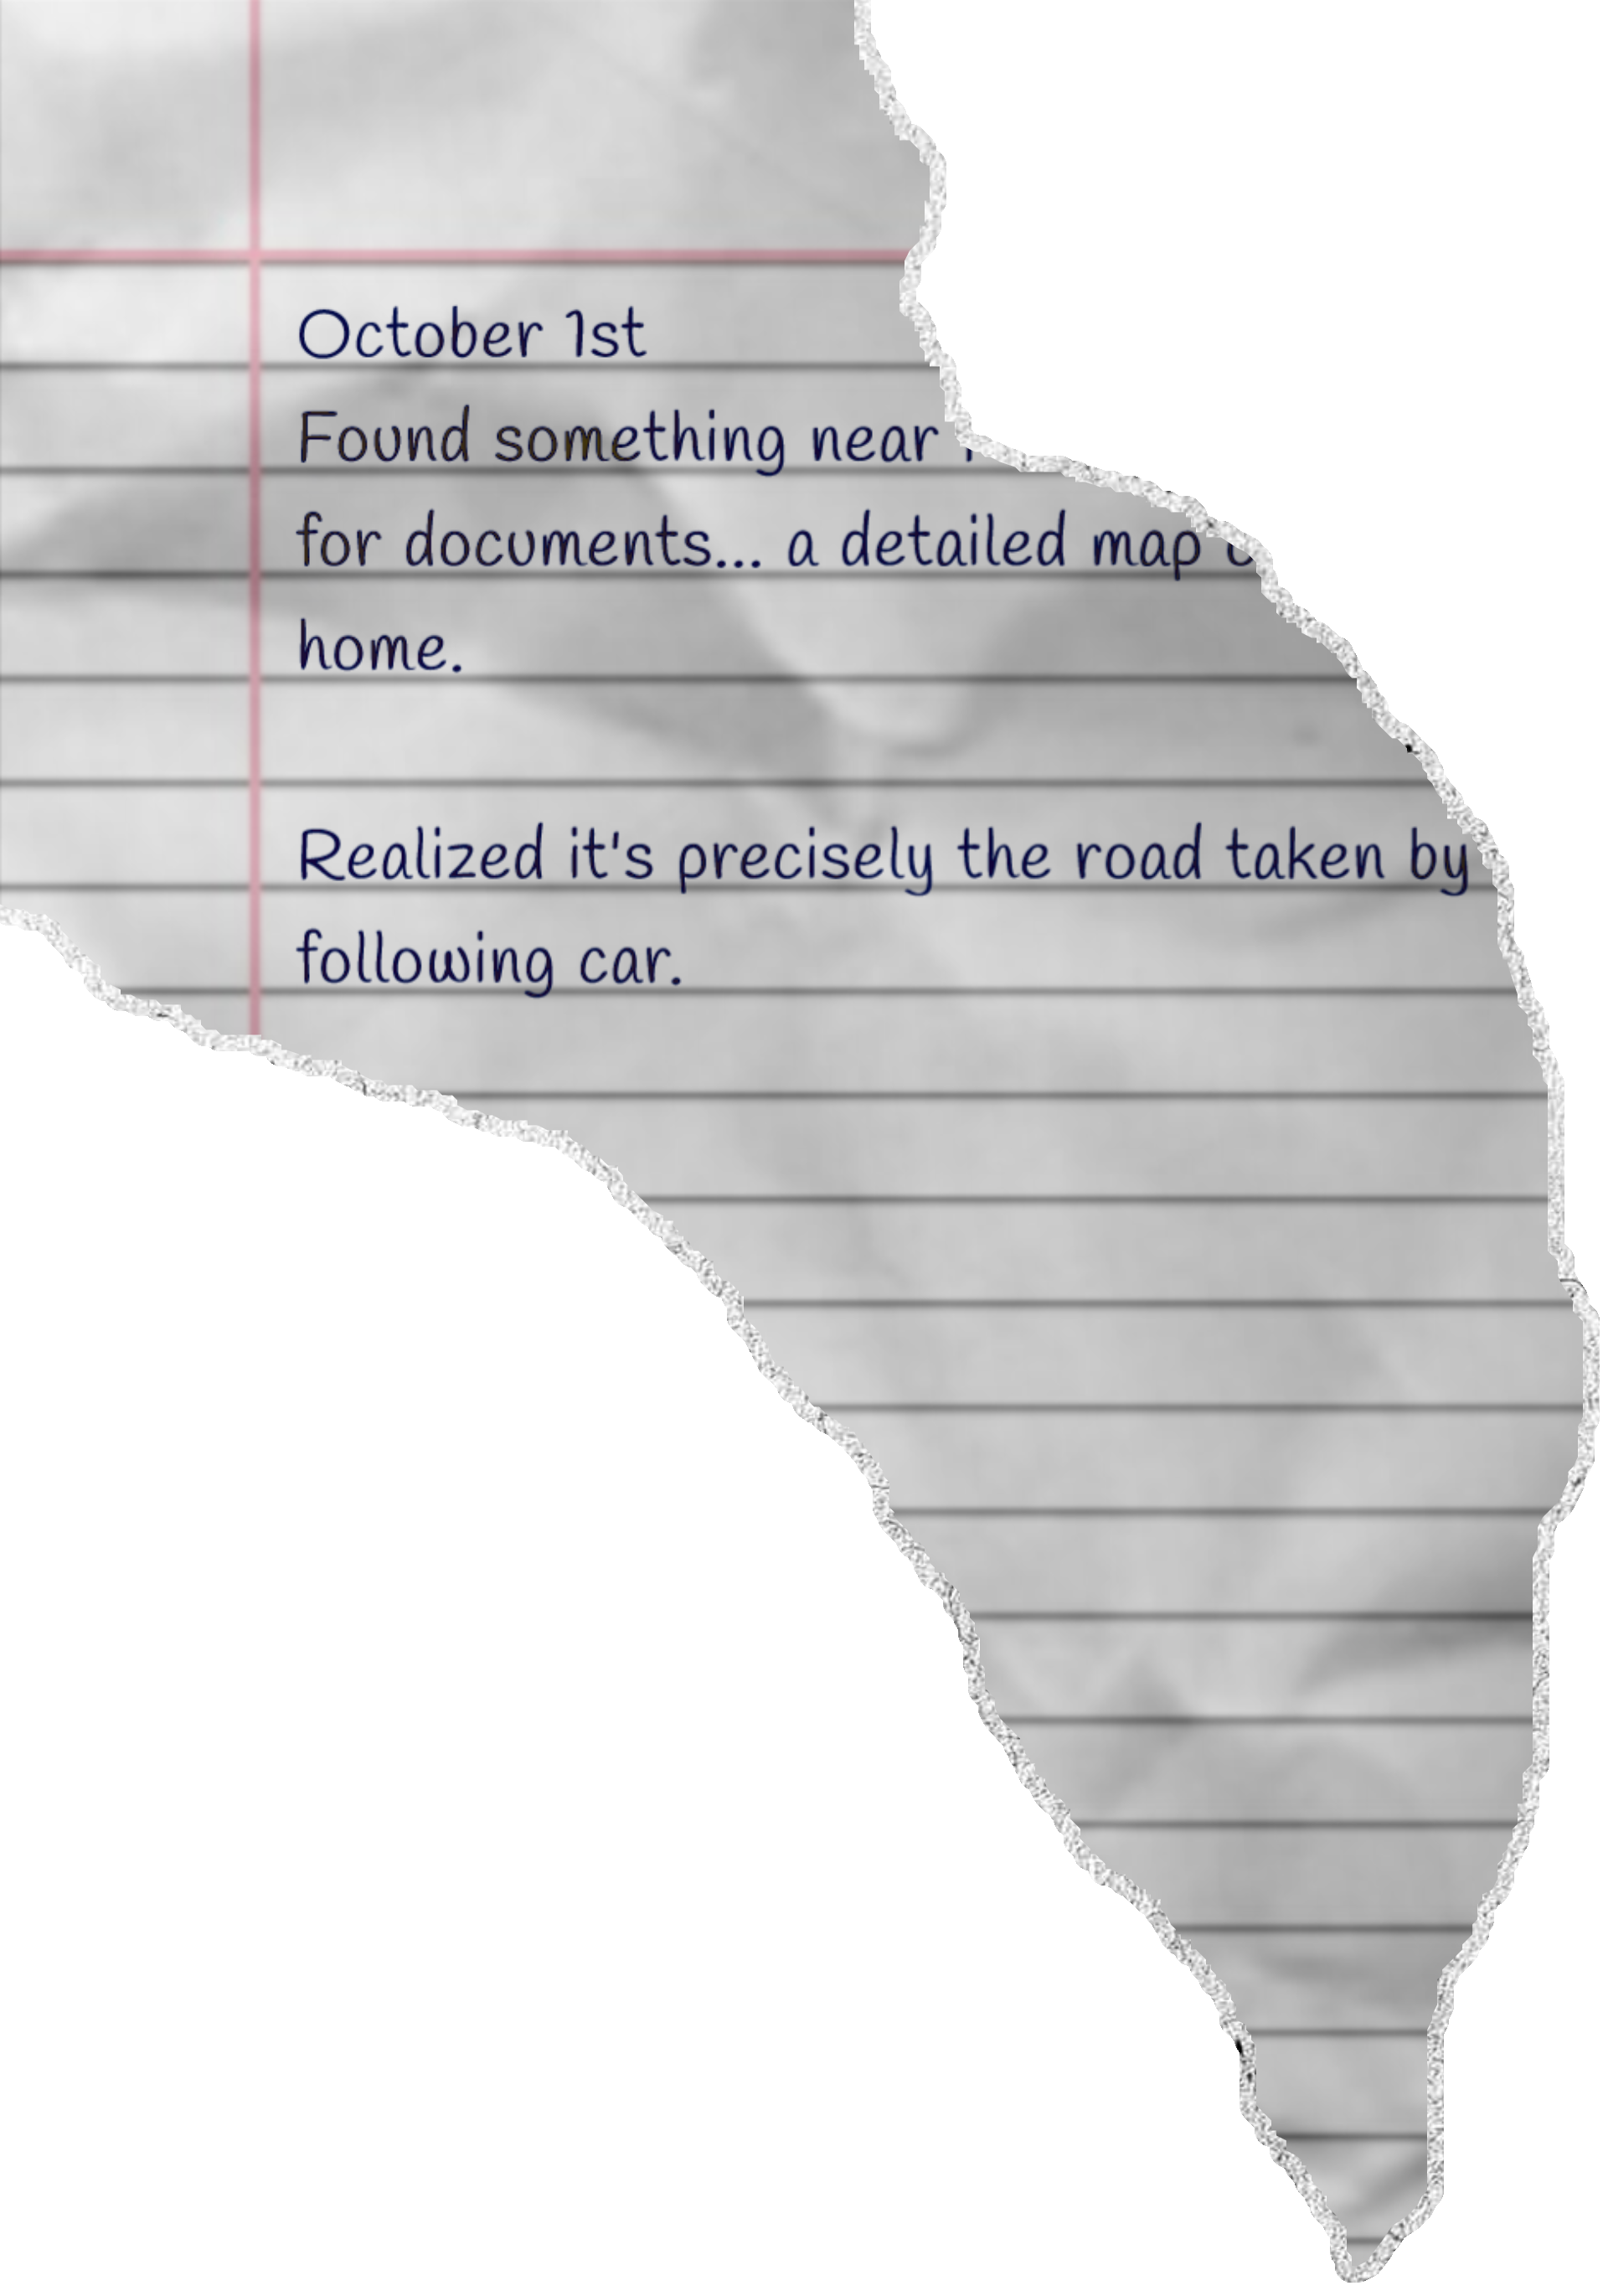 October 1st
Found something near
for documents... a detailed map
home.
Realized it's precisely the road taken by
following car.